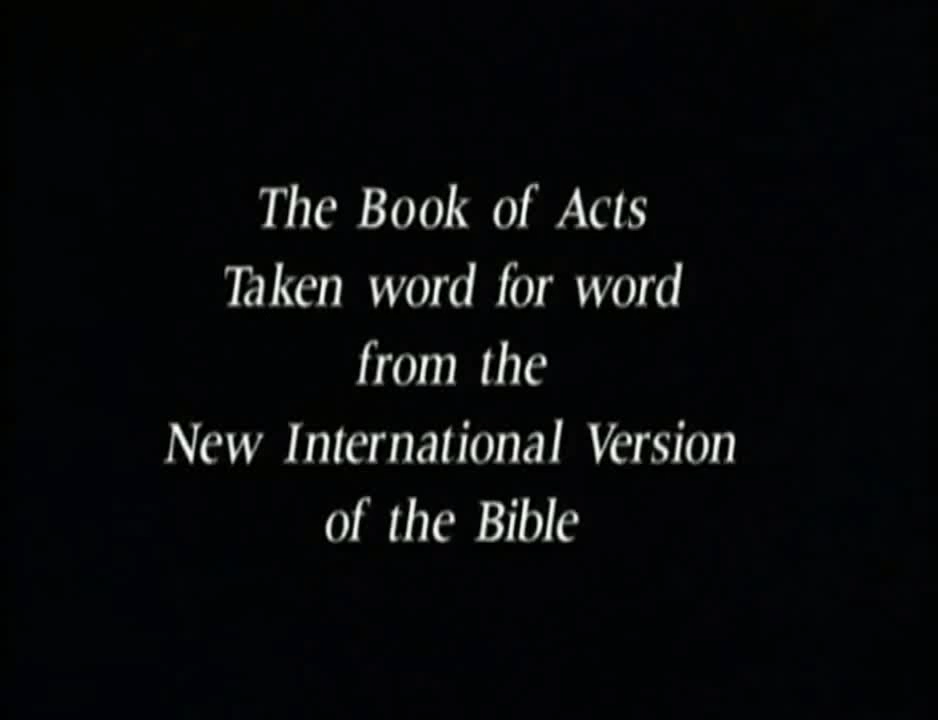 The Book of Acts
Taken word for word
from the
New International Version
of the Bible